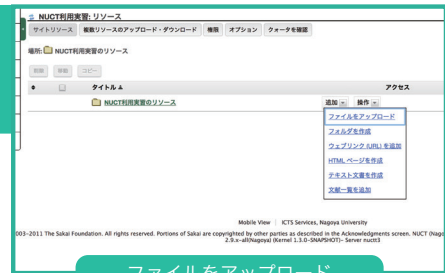 NUCT利用実習: リソース
サイトリソース 複数リソースのアップロード・ダウンロード 権限 オプション クォータを確認
場所: NUCT利用実習のリソース
削除 移動 コピー
タイトル アクセス
NUCT利用実習のリソース 追加 操作
ファイルをアップロード
フォルダを作成
ウェブリンク (URL) を追加
HTML ページを作成
テキスト文書を作成
文献一覧を追加
Mobile View | ICTS Services, Nagoya University
003-2011 The Sakai Foundation. All rights reserved. Portions of Sakai are copyrighted by other parties as described in the Acknowledgments screen. NUCT (Nago
2.9.x-all(Nagoya) (Kernel 1.3.0-SNAPSHOT)- Server nuctt3
ファイルをアップロード